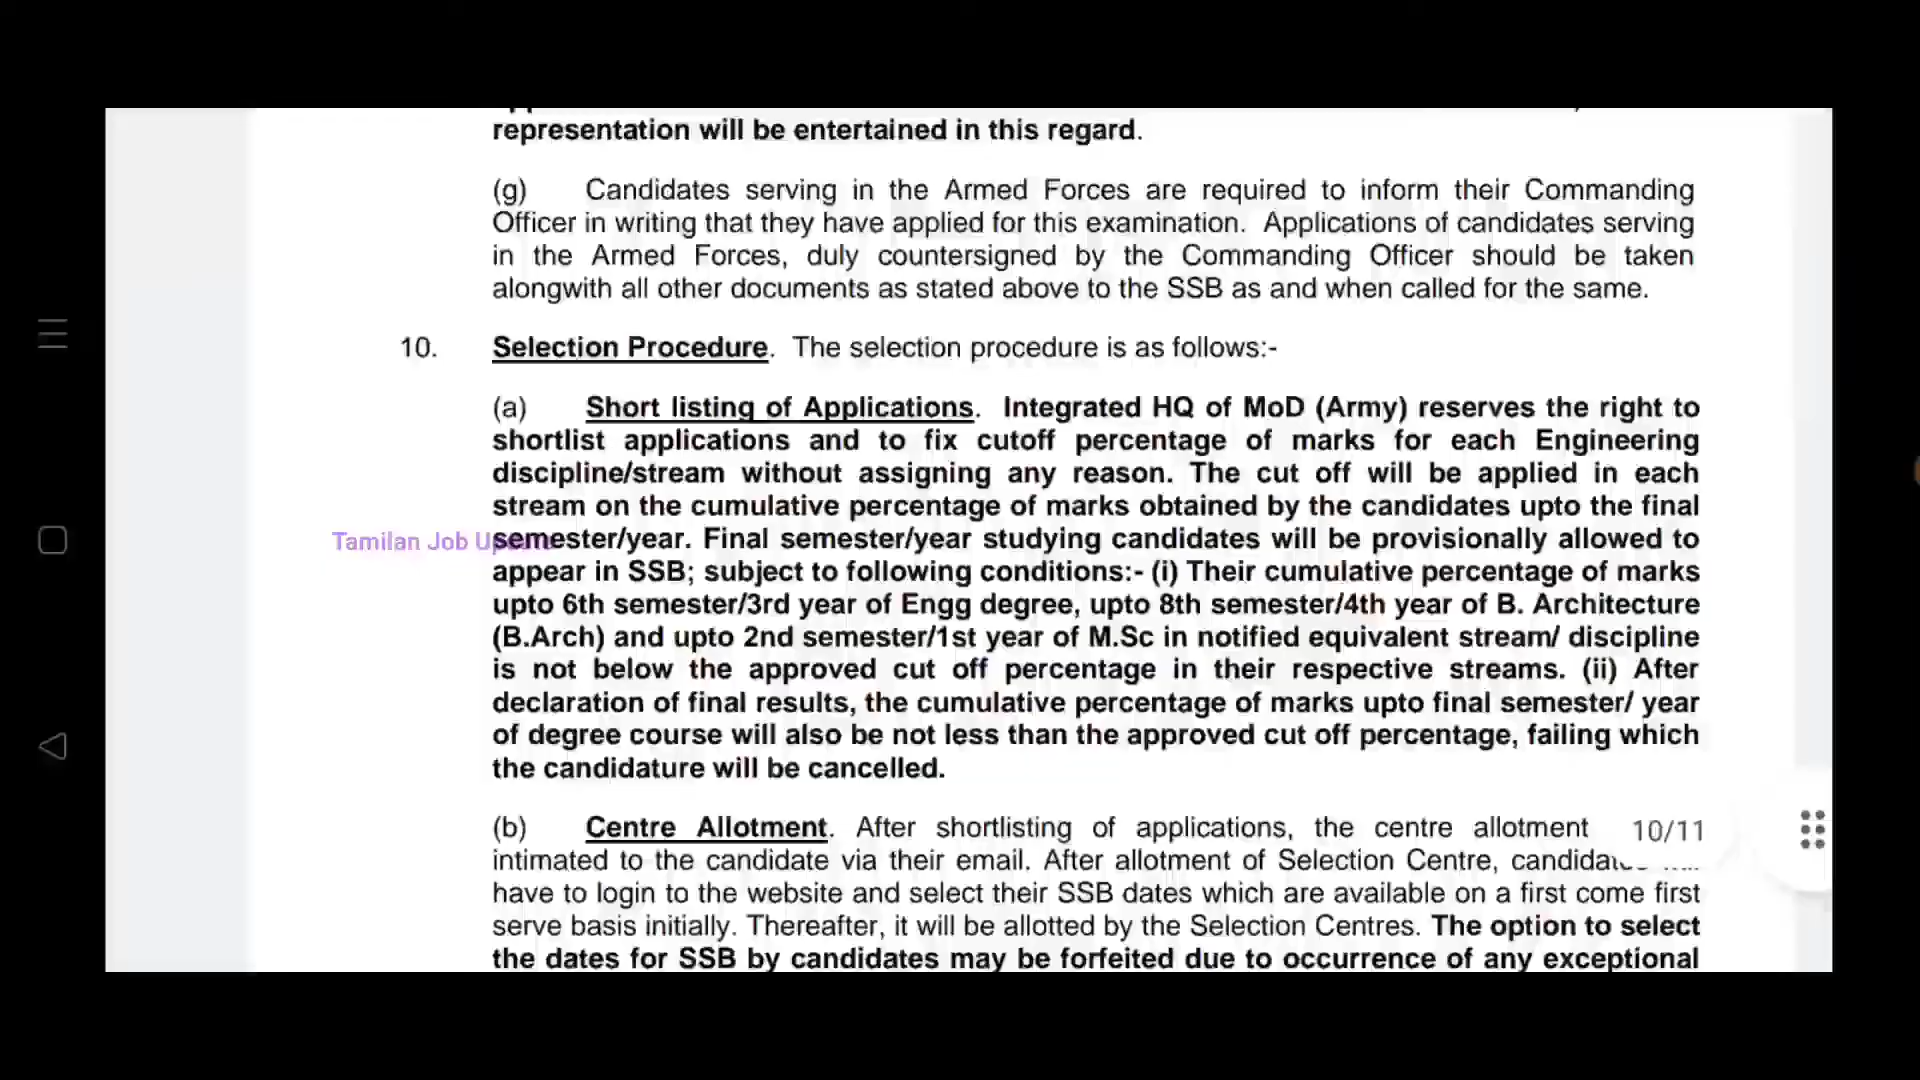 representation will be entertained in this regard.
(g) Candidates serving in the Armed Forces are required to inform their Commanding
Officer in writing that they have applied for this examination. Applications of candidates serving
in the Armed Forces, duly countersigned by the Commanding Officer should be taken
alongwith all other documents as stated above to the SSB as and when called for the same.
10. Selection Procedure. The selection procedure is as follows:-
(a) Short listing of Applications. Integrated HQ of MoD (Army) reserves the right to
shortlist applications and to fix cutoff percentage of marks for each Engineering
discipline/stream without assigning any reason. The cut off will be applied in each
stream on the cumulative percentage of marks obtained by the candidates upto the final
Tamilan Job Update
semester/year. Final semester/year studying candidates will be provisionally allowed to
appear in SSB; subject to following conditions:- (i) Their cumulative percentage of marks
upto 6th semester/3rd year of Engg degree, upto 8th semester/4th year of B. Architecture
(B.Arch) and upto 2nd semester/1st year of M.Sc in notified equivalent stream/ discipline
is not below the approved cut off percentage in their respective streams. (ii) After
declaration of final results, the cumulative percentage of marks upto final semester/ year
of degree course will also be not less than the approved cut off percentage, failing which
the candidature will be cancelled.
(b) Centre Allotment. After shortlisting of applications, the centre allotment
10/11
intimated to the candidate via their email. After allotment of Selection Centre,
have to login to the website and select their SSB dates which are available on a first come first
serve basis initially. Thereafter, it will be allotted by the Selection Centres. The option to select
the dates for SSB by candidates may be forfeited due to occurrence of any exceptional